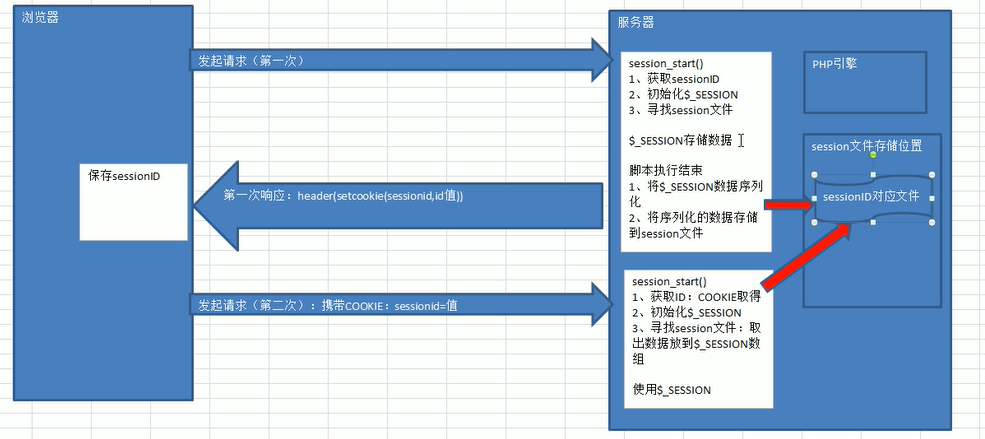 浏览器
服务器
发起请求（第一次）
session_start()
1、获取sessionID
2、初始化$_SESSION
3、寻找session文件
$_SESSION存储数据
脚本执行结束
1、将$_SESSION数据序列
化
2、将序列化的数据存储
到session文件
PHP引擎
session文件存储位置
sessionID对应文件
保存sessionID
第一次响应：header(setcookie(sessionid,id值))
发起请求（第二次）：携带COOKIE：sessionid=值
session_start()
1、获取ID：COOKIE取得
2、初始化$_SESSION
3、寻找session文件：取
出数据放到$_SESSION数
组
使用$_SESSION